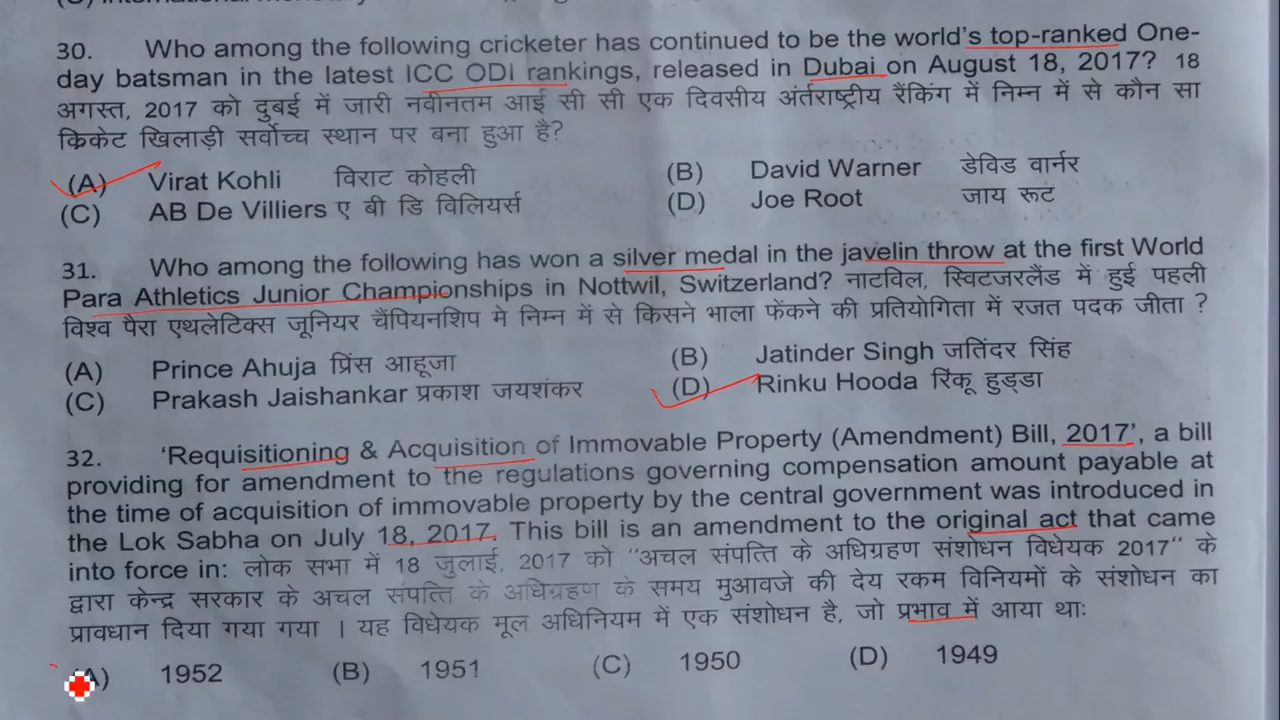 30. Who among the following cricketer has continued to be the world's top-ranked One-
day batsman in the latest ICC ODI rankings, released in Dubai on August 18, 2017? 18
अगस्त, 2017 को दुबई में जारी नवीनतम आई सी सी एक दिवसीय अंर्तराष्ट्रीय रैंकिंग में निम्न में से कौन सा
क्रिकेट खिलाड़ी सर्वोच्च स्थान पर बना हुआ है?
(A) Virat Kohli विराट कोहली (B) David Warner डेविड वार्नर
(C) AB De Villiers ए बी डि विलियर्स (D) Joe Root जाय रूट
31. Who among the following has won a silver medal in the javelin throw at the first World
Para Athletics Junior Championships in Nottwil, Switzerland? नाटविल, स्विटजरलैंड में हुई पहली
विश्व पैरा एथलेटिक्स जूनियर चैंपियनशिप मे निम्न में से किसने भाला फेंकने की प्रतियोगिता में रजत पदक जीता ?
(A) Prince Ahuja प्रिंस आहूजा (B) Jatinder Singh जतिंदर सिंह
(C) Prakash Jaishankar प्रकाश जयशंकर (D) Rinku Hooda रिंकू हुड्डा
32. 'Requisitioning & Acquisition of Immovable Property (Amendment) Bill, 2017', a bill
providing for amendment to the regulations governing compensation amount payable at
the time of acquisition of immovable property by the central government was introduced in
the Lok Sabha on July 18, 2017. This bill is an amendment to the original act that came
into force in: लोक सभा में 18 जुलाई, 2017 को "अचल संपत्ति के अधिग्रहण संशोधन विधेयक 2017" के
द्वारा केन्द्र सरकार के अचल संपत्ति के अधिग्रहण के समय मुआवजे की देय रकम विनियमों के संशोधन का
प्रावधान दिया गया गया । यह विधेयक मूल अधिनियम में एक संशोधन है, जो प्रभाव में आया थाः
(A) 1952 (B) 1951 (C) 1950 (D) 1949